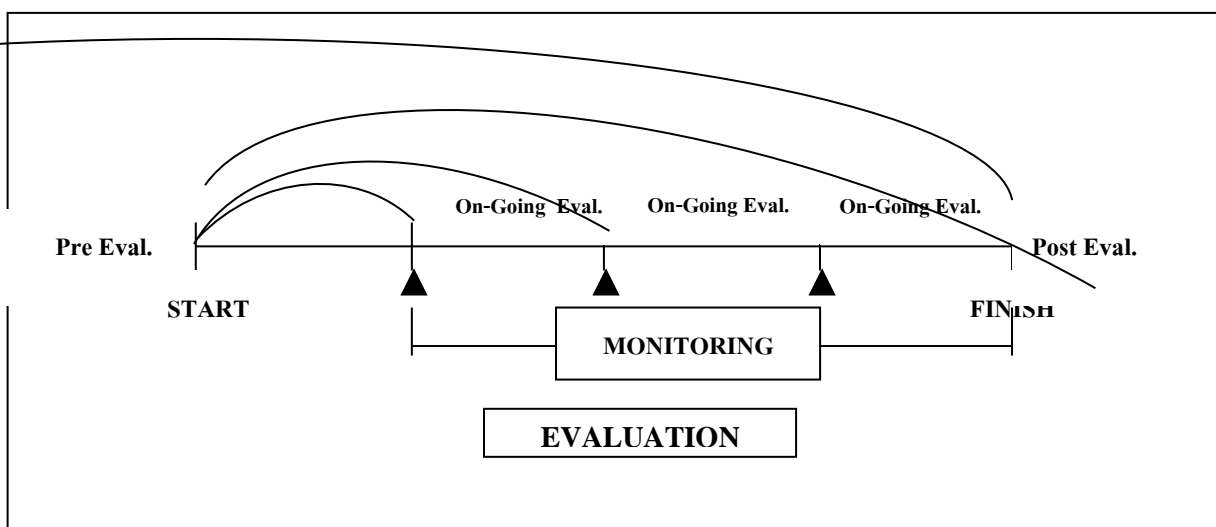 On-Going Eval. On-Going Eval. On-Going Eval.
Pre Eval. Post Eval.
START FINISH
MONITORING
EVALUATION